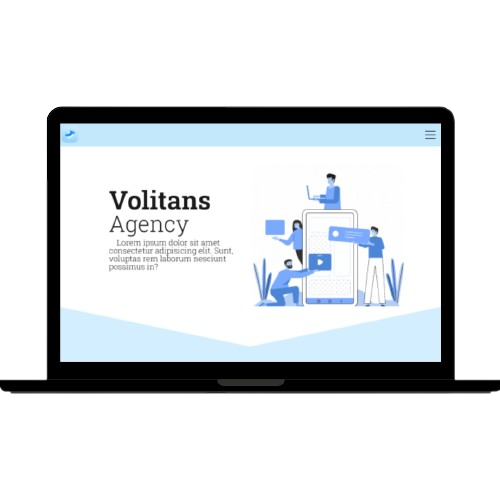 Volitans
Agency
Lorem ipsum dolor sit amet
consectetur adipisicing elit. Sunt,
voluptas rem laborum nesciunt
possimus in?